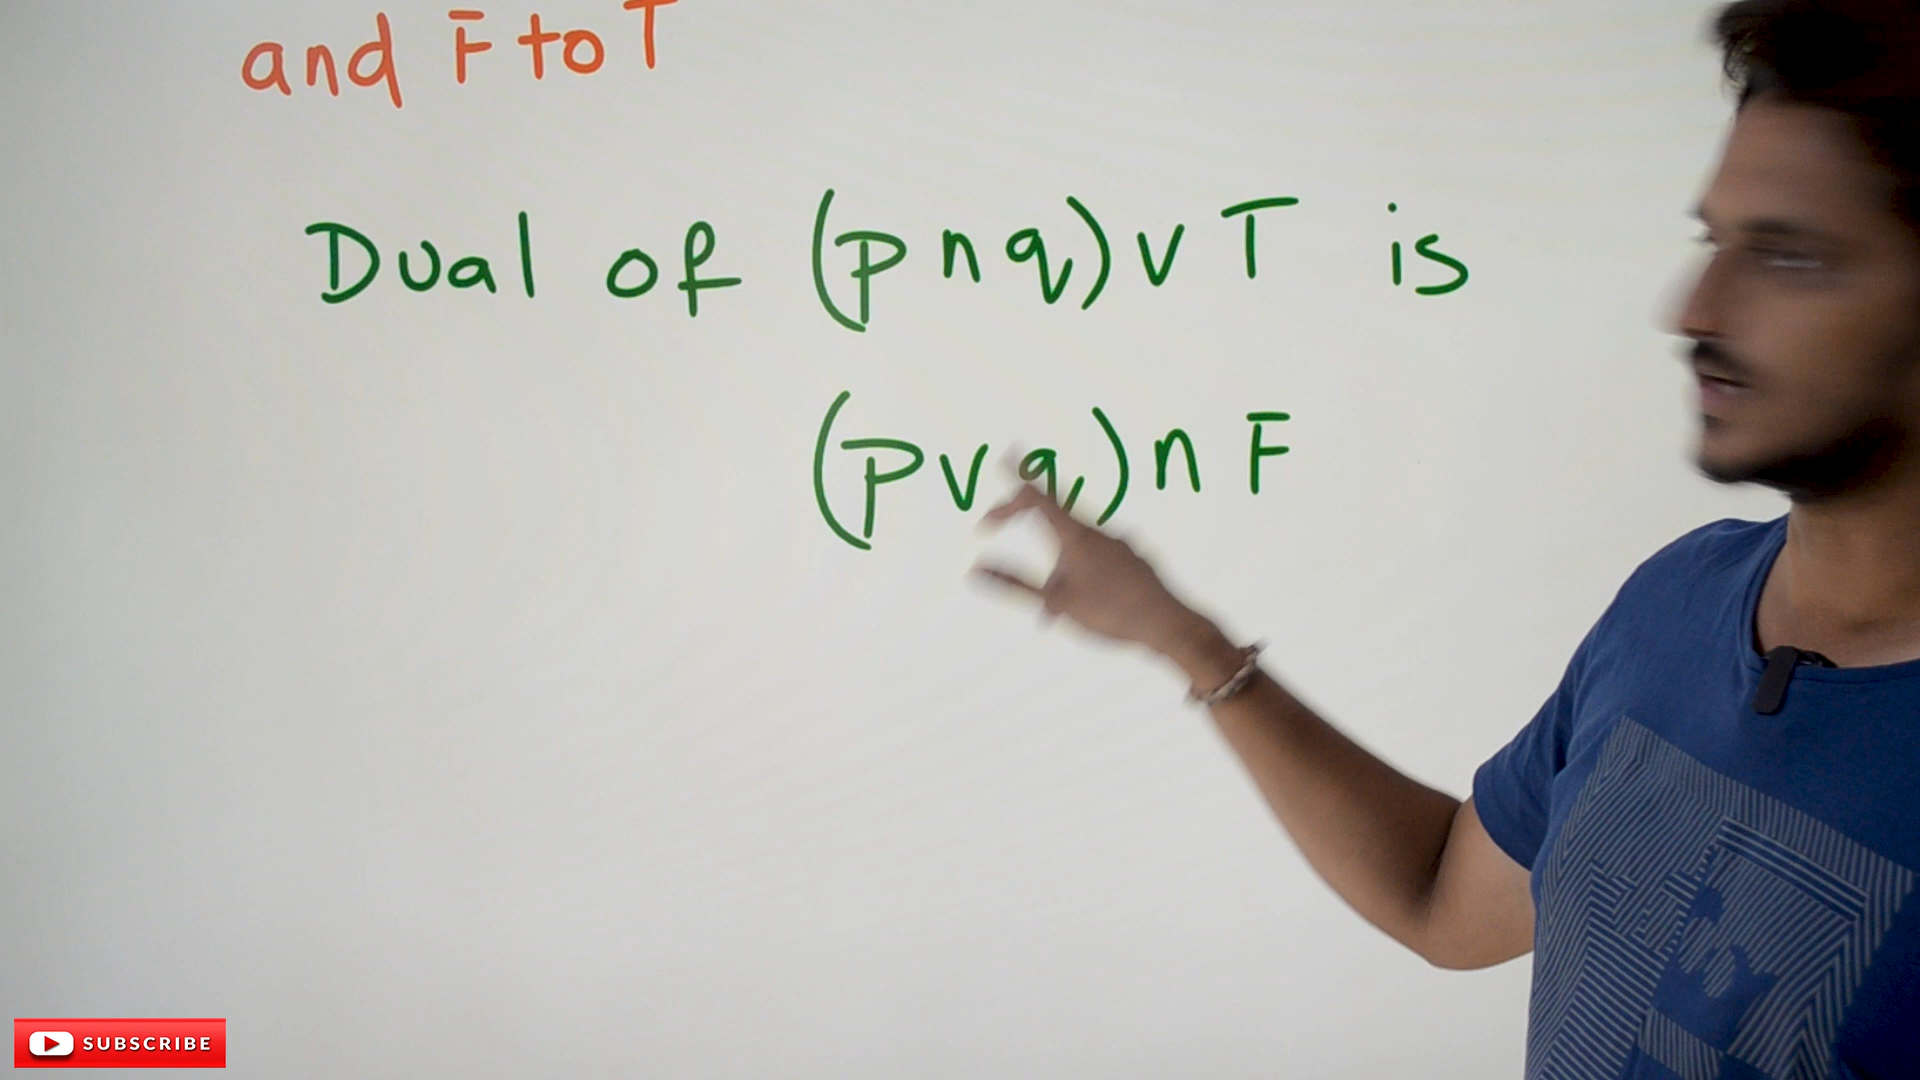 and F to T
Dual of (p n q) v T is
(p v q) n F
SUBSCRIBE